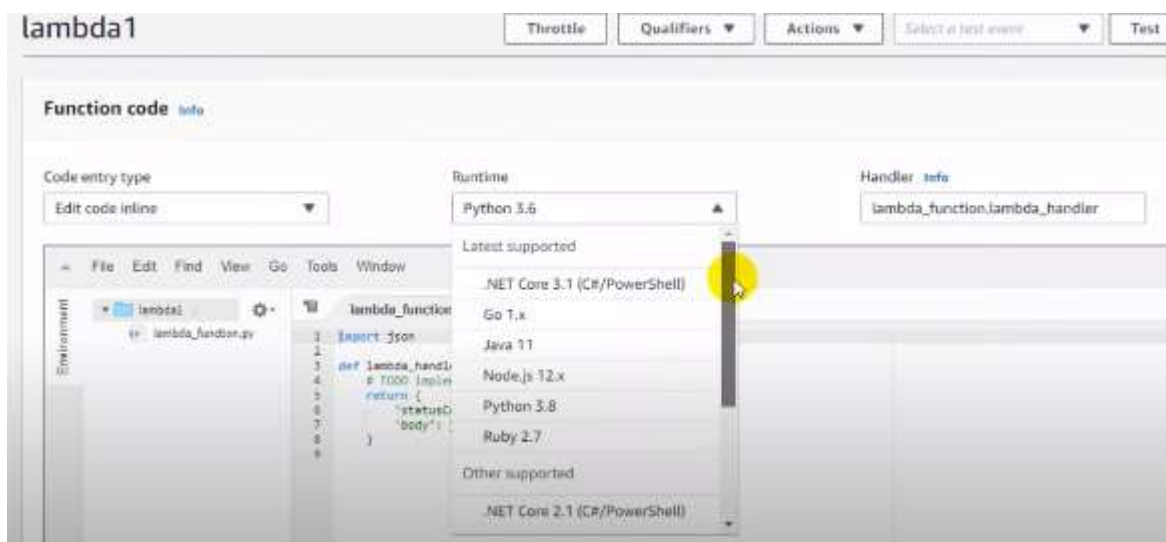 lambda1
Throttle
Qualifiers
Actions
Select a test event
Test
Function code Info
Code entry type
Runtime
Handler Info
Edit code inline
Python 3.6
lambda_function.lambda_handler
Latest supported
.NET Core 3.1 (C#/PowerShell)
Go 1.x
Java 11
Node.js 12.x
Python 3.8
Ruby 2.7
Other supported
.NET Core 2.1 (C#/PowerShell)
File Edit Find View Go Tools Window
Environment
lambda1
lambda_function.py
lambda_function
1 import json
2
3 def lambda_handl
4 # TODO implem
5 return {
6 'statusC
7 'body':
8 }
9